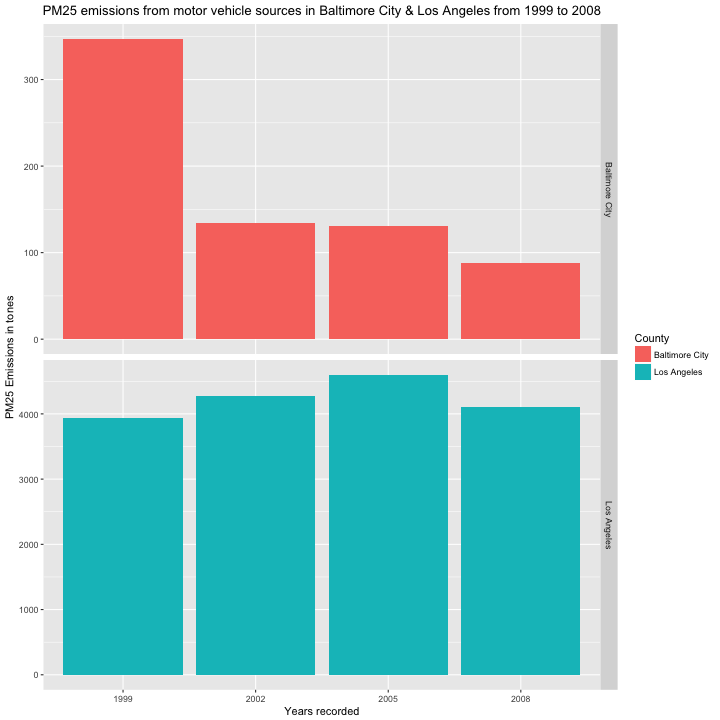 PM25 emissions from motor vehicle sources in Baltimore City & Los Angeles from 1999 to 2008
PM25 Emissions in tones
300
200
100
0
Baltimore City
4000
3000
2000
1000
0
Los Angeles
1999
2002
2005
2008
Years recorded
County
Baltimore City
Los Angeles